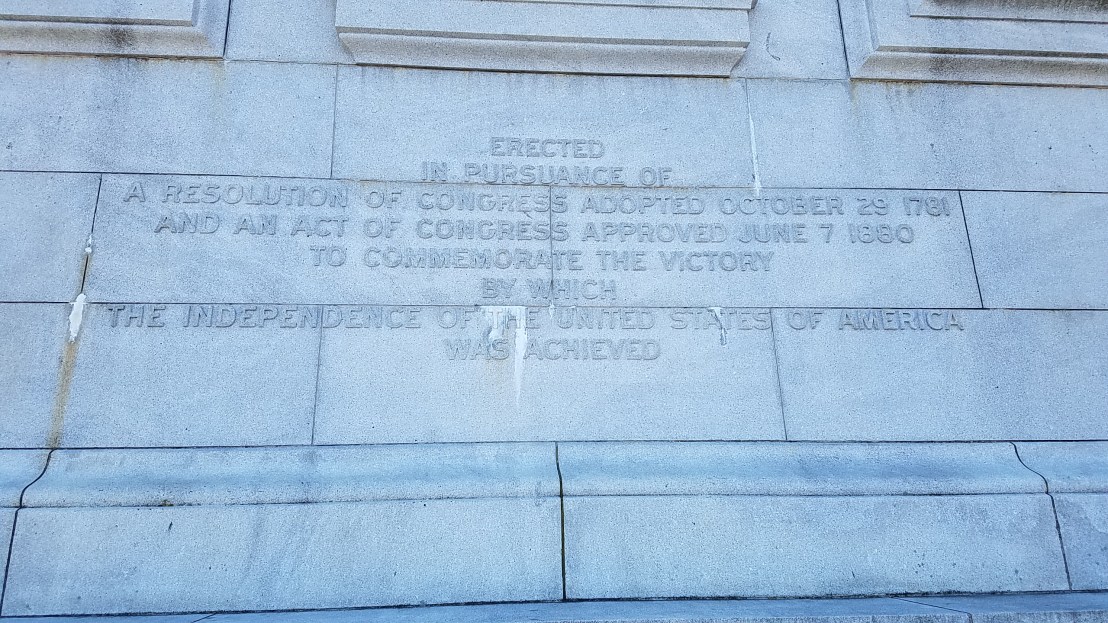 ERECTED
IN PURSUANCE OF
A RESOLUTION OF CONGRESS ADOPTED OCTOBER 29 1781
AND AN ACT OF CONGRESS APPROVED JUNE 7 1880
TO COMMEMORATE THE VICTORY
BY WHICH
THE INDEPENDENCE OF THE UNITED STATES OF AMERICA
WAS ACHIEVED